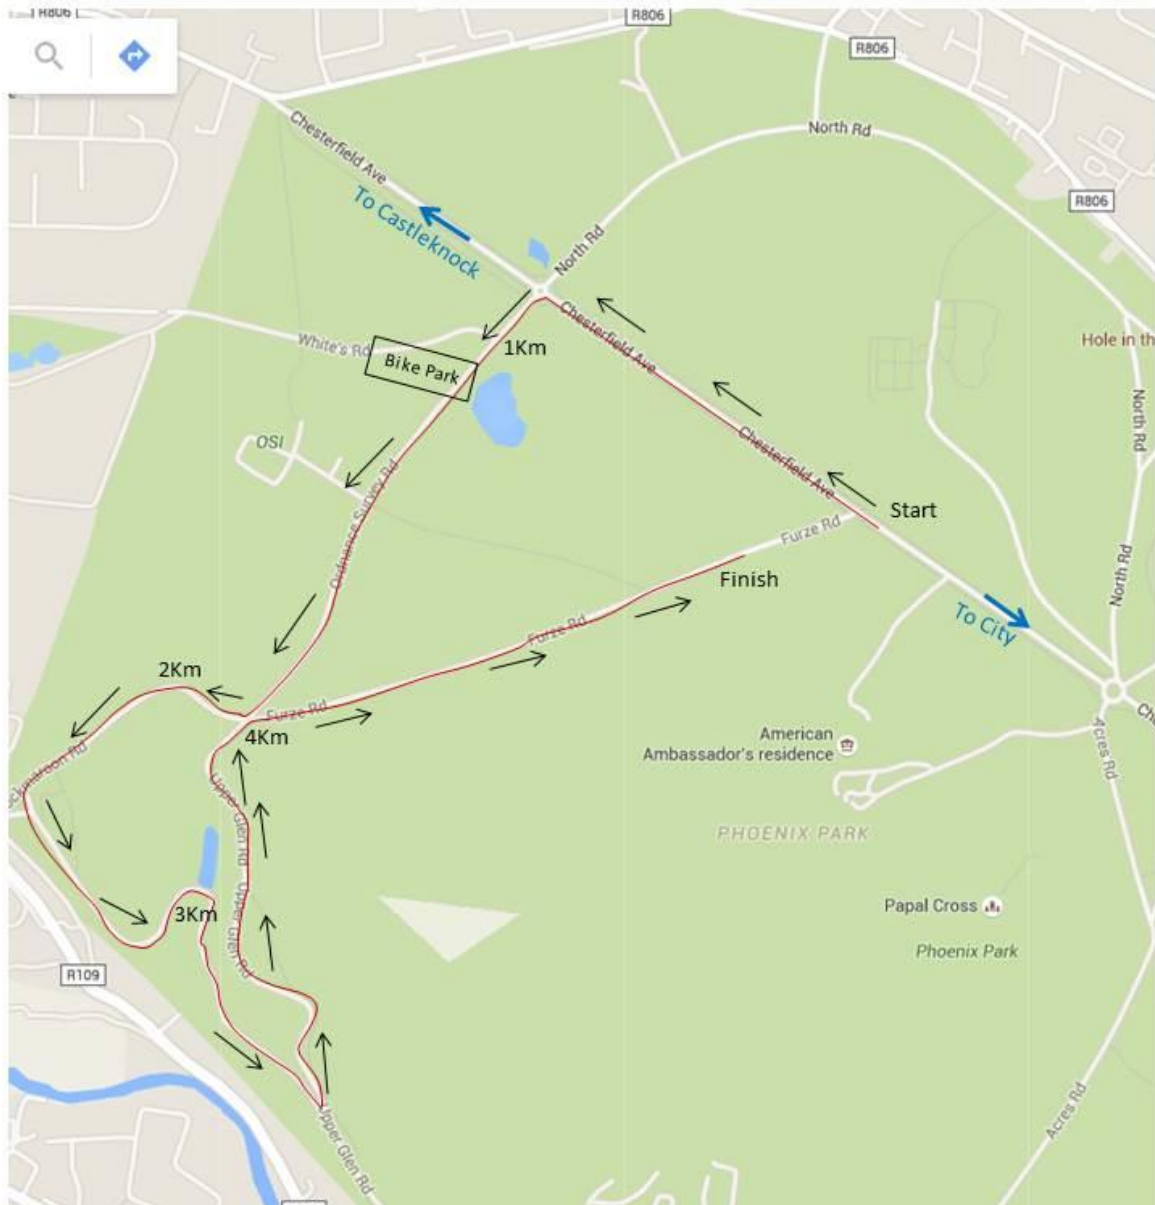 R806
R806
R806
Chesterfield Ave
North Rd
To Castleknock
R806
North Rd
Chesterfield Ave
White's Rd
1Km
Bike Park
Hole in th
North Rd
OSI
Chesterfield Ave
Ordnance Survey Rd
Start
Furze Rd
Finish
North Rd
To City
Furze Rd
2Km
Furze Rd
4Km
ckmaroon Rd
Upper Glen Rd
American
Ambassador's residence
Acres Rd
PHOENIX PARK
Upper Glen Rd
3Km
Papal Cross
Phoenix Park
R109
Upper Glen Rd
Acres Rd